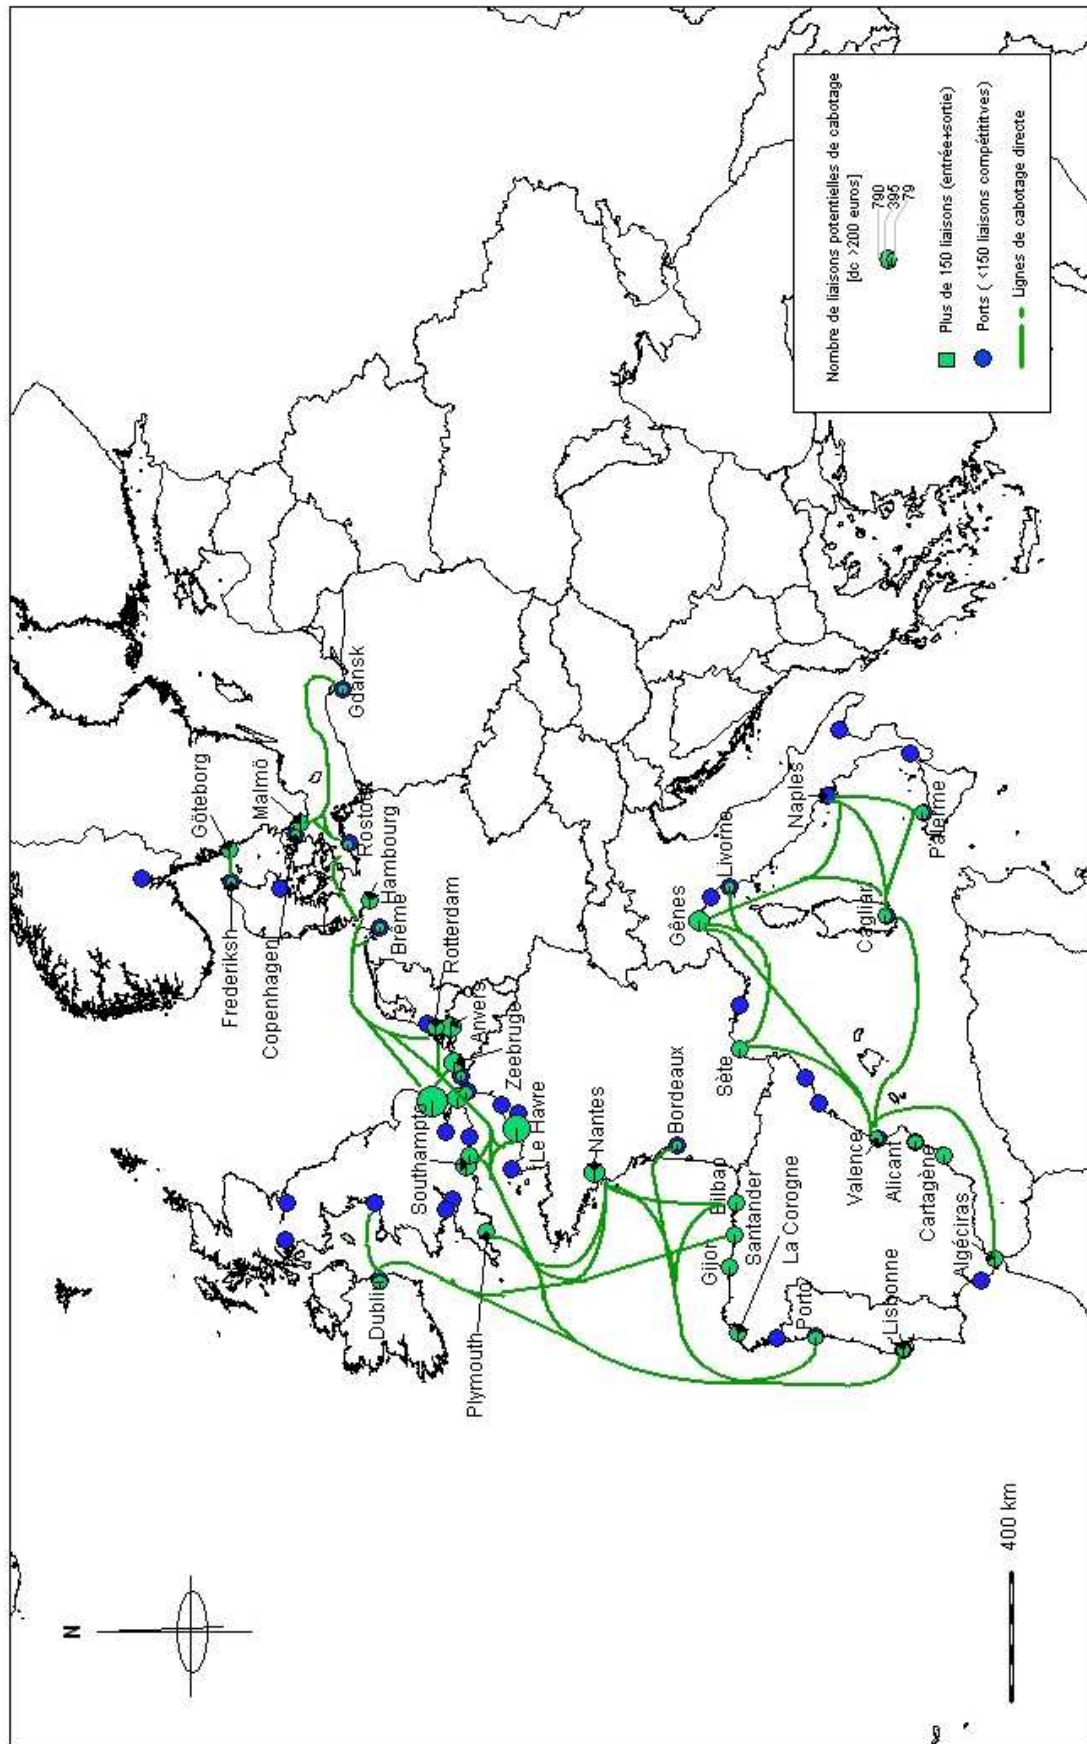 N
Göteborg
Malmö
Frederiksh
Copenhagen
Gdansk
Rostock
Hambourg
Brême
Rotterdam
Anvers
Zeebruge
Dublin
Southampto
Plymouth
Le Havre
Nantes
Bordeaux
Gijon
Bilbao
Santander
La Corogne
Porto
Lisbonne
Gênes
Livorne
Sète
Naples
Valence
Alicant
Cartagène
Algéciras
Cagliari
Palerme
400 km
Nombre de liaisons potentielles de cabotage
[dc >200 euros]
790
395
79
Plus de 150 liaisons (entrée+sortie)
Ports ( <150 liaisons compétititves)
Lignes de cabotage directe